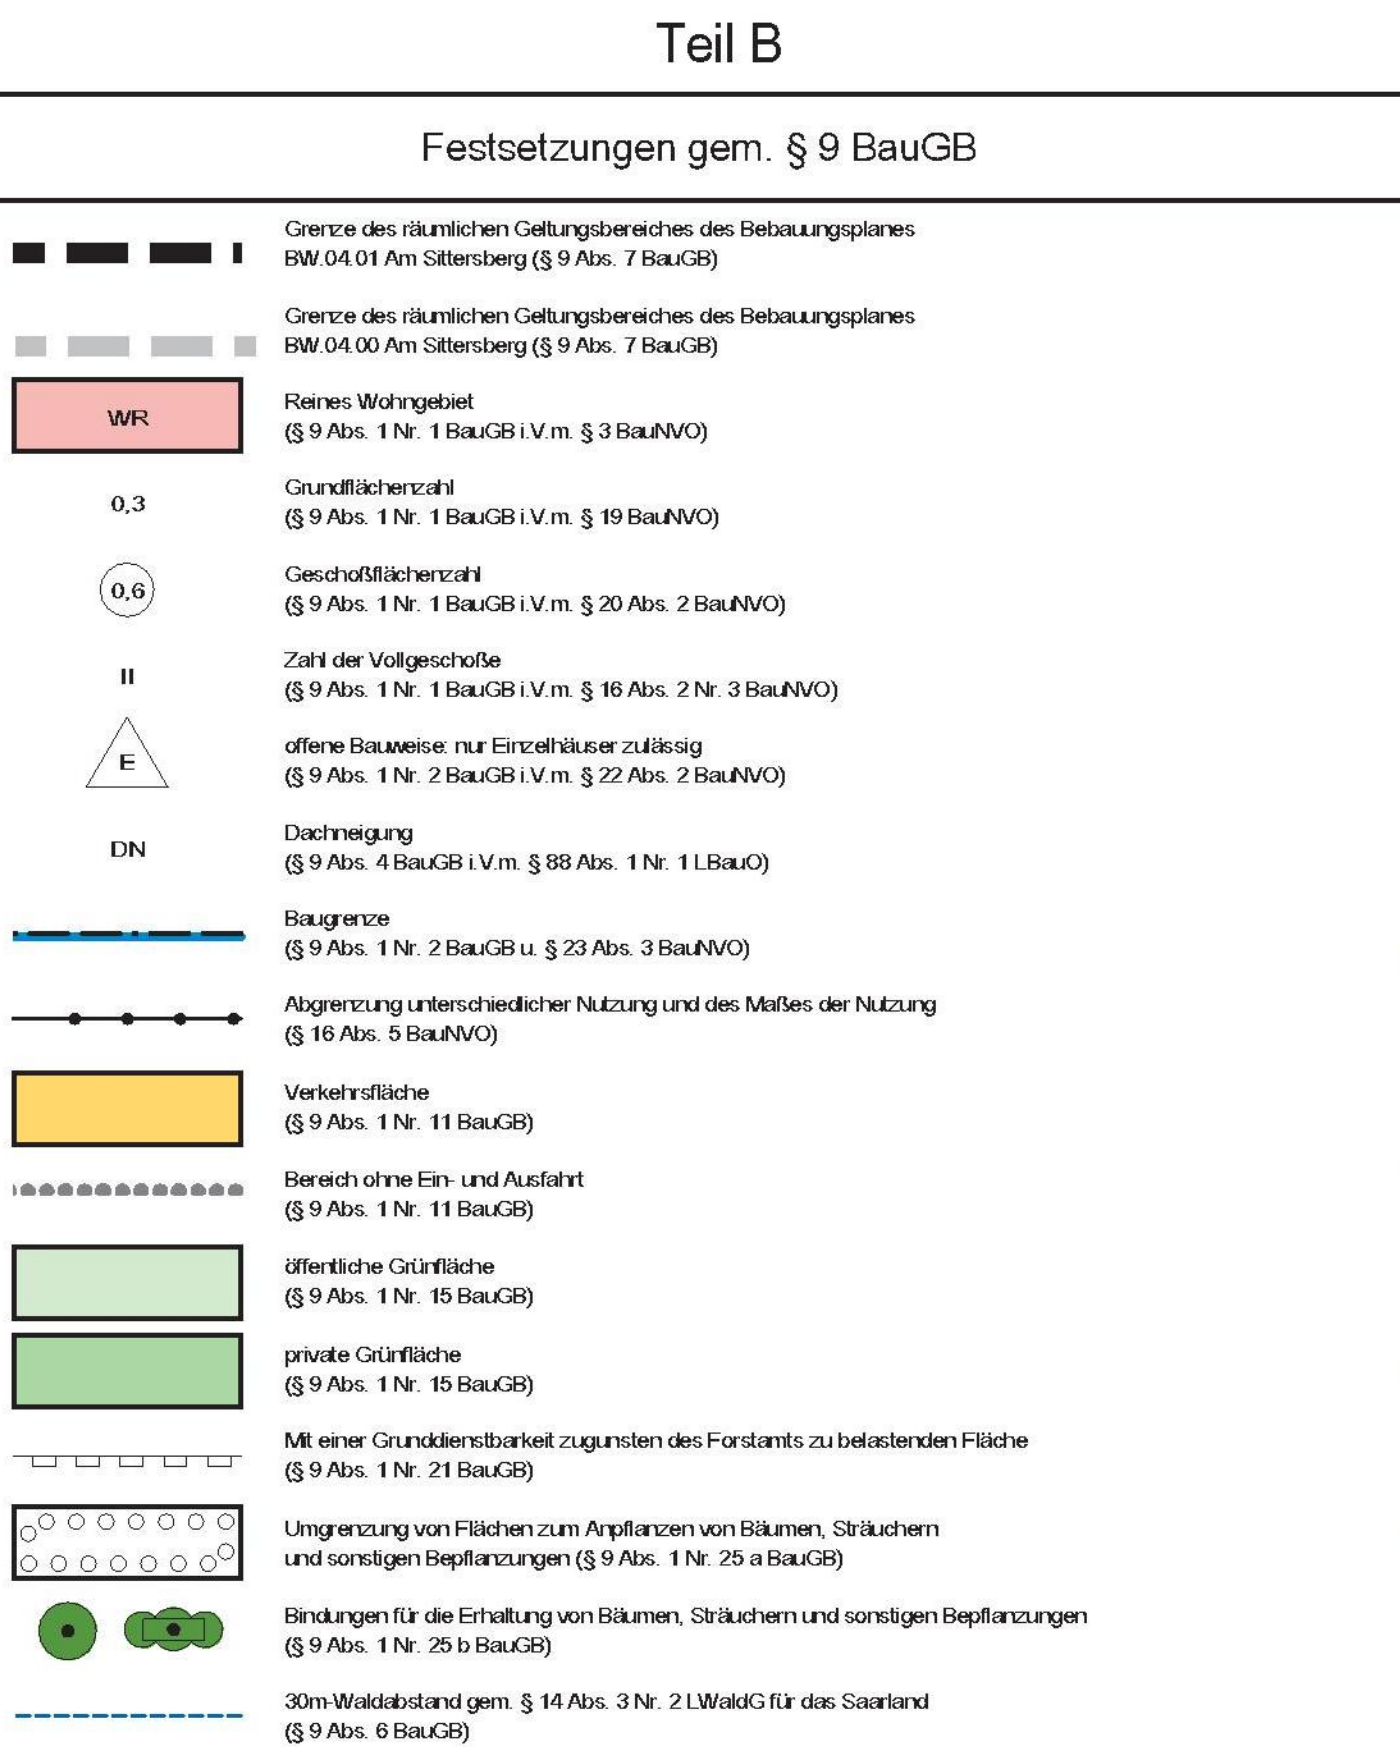 Teil B
Festsetzungen gem. § 9 BauGB
Grenze des räumlichen Geltungsbereiches des Bebauungsplanes
BW.04.01 Am Sittersberg (§ 9 Abs. 7 BauGB)
Grenze des räumlichen Geltungsbereiches des Bebauungsplanes
BW.04.00 Am Sittersberg (§ 9 Abs. 7 BauGB)
WR
Reines Wohngebiet
(§ 9 Abs. 1 Nr. 1 BauGB i.V.m. § 3 BauNVO)
0,3
Grundflächenzahl
(§ 9 Abs. 1 Nr. 1 BauGB i.V.m. § 19 BauNVO)
0,6
Geschoßflächenzahl
(§ 9 Abs. 1 Nr. 1 BauGB i.V.m. § 20 Abs. 2 BauNVO)
II
Zahl der Vollgeschoße
(§ 9 Abs. 1 Nr. 1 BauGB i.V.m. § 16 Abs. 2 Nr. 3 BauNVO)
E
offene Bauweise: nur Einzelhäuser zulässig
(§ 9 Abs. 1 Nr. 2 BauGB i.V.m. § 22 Abs. 2 BauNVO)
DN
Dachneigung
(§ 9 Abs. 4 BauGB i.V.m. § 88 Abs. 1 Nr. 1 LBauO)
Baugrenze
(§ 9 Abs. 1 Nr. 2 BauGB u. § 23 Abs. 3 BauNVO)
Abgrenzung unterschiedlicher Nutzung und des Maßes der Nutzung
(§ 16 Abs. 5 BauNVO)
Verkehrsfläche
(§ 9 Abs. 1 Nr. 11 BauGB)
Bereich ohne Ein- und Ausfahrt
(§ 9 Abs. 1 Nr. 11 BauGB)
öffentliche Grünfläche
(§ 9 Abs. 1 Nr. 15 BauGB)
private Grünfläche
(§ 9 Abs. 1 Nr. 15 BauGB)
Mit einer Grunddienstbarkeit zugunsten des Forstamts zu belastenden Fläche
(§ 9 Abs. 1 Nr. 21 BauGB)
Umgrenzung von Flächen zum Anpflanzen von Bäumen, Sträuchern
und sonstigen Bepflanzungen (§ 9 Abs. 1 Nr. 25 a BauGB)
Bindungen für die Erhaltung von Bäumen, Sträuchern und sonstigen Bepflanzungen
(§ 9 Abs. 1 Nr. 25 b BauGB)
30m-Waldabstand gem. § 14 Abs. 3 Nr. 2 LWaldG für das Saarland
(§ 9 Abs. 6 BauGB)